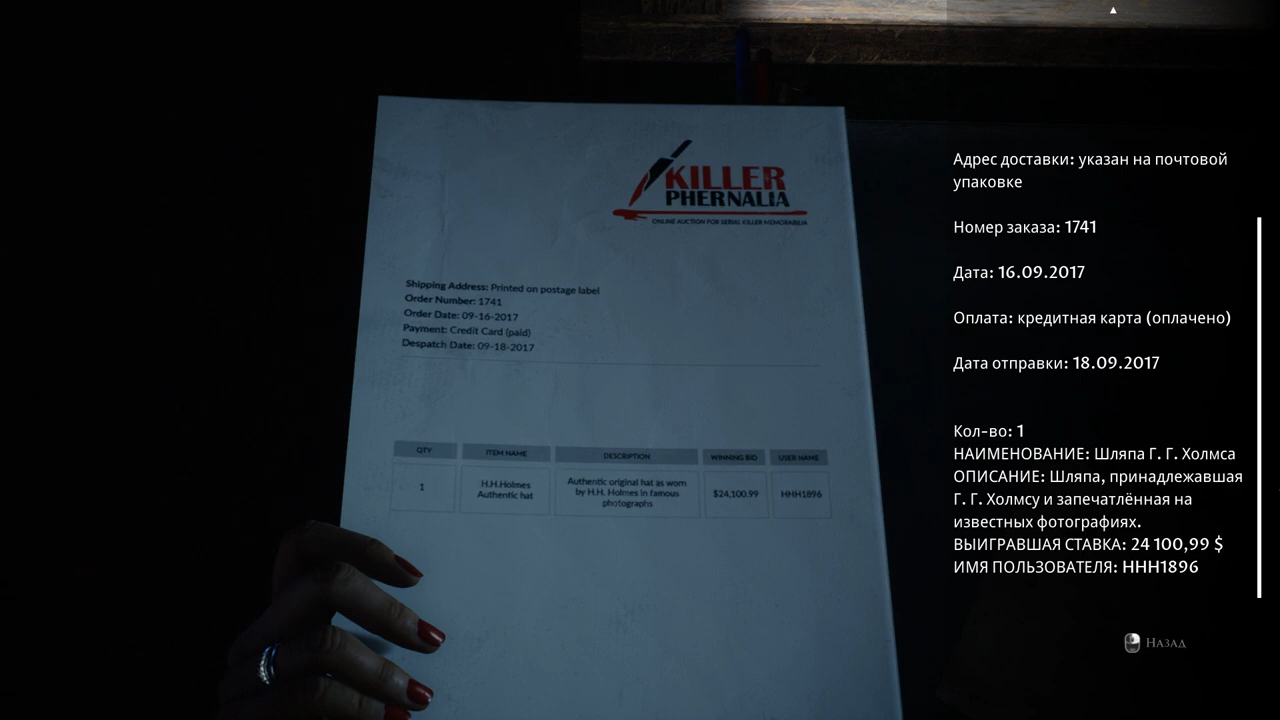 KILLER
PHERNALIA
ONLINE AUCTION FOR SERIAL KILLER MEMORABILIA
Shipping Address: Printed on postage label
Order Number: 1741
Order Date: 09-16-2017
Payment: Credit Card (paid)
Despatch Date: 09-18-2017
QTY ITEM NAME DESCRIPTION WINNING BID USER NAME
1 H.H.Holmes Authentic hat Authentic original hat as worn by H.H. Holmes in famous photographs $24,100.99 HHH1896
Адрес доставки: указан на почтовой
упаковке
Номер заказа: 1741
Дата: 16.09.2017
Оплата: кредитная карта (оплачено)
Дата отправки: 18.09.2017
Кол-во: 1
НАИМЕНОВАНИЕ: Шляпа Г. Г. Холмса
ОПИСАНИЕ: Шляпа, принадлежавшая
Г. Г. Холмсу и запечатлённая на
известных фотографиях.
ВЫИГРАВШАЯ СТАВКА: 24 100,99 $
ИМЯ ПОЛЬЗОВАТЕЛЯ: HHH1896
Назад